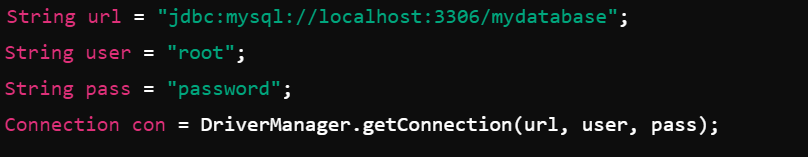 String url = "jdbc:mysql://localhost:3306/mydatabase";
String user = "root";
String pass = "password";
Connection con = DriverManager.getConnection(url, user, pass);